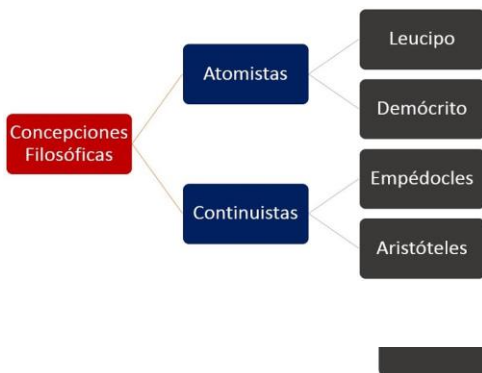 Concepciones
Filosóficas
Atomistas
Leucipo
Demócrito
Continuistas
Empédocles
Aristóteles